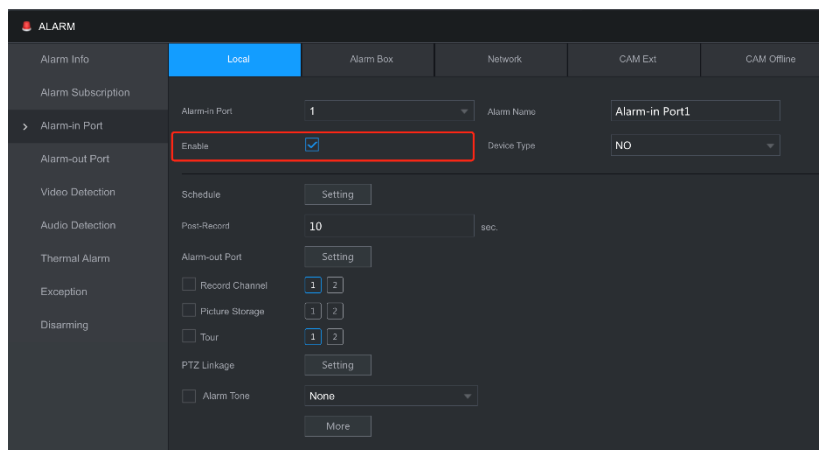 ALARM
Alarm Info
Local Alarm Box Network CAM Ext CAM Offline
Alarm Subscription
Alarm-in Port 1 Alarm Name Alarm-in Port1
Alarm-in Port
Enable Device Type NO
Alarm-out Port
Video Detection
Schedule Setting
Audio Detection
Post-Record 10 sec.
Thermal Alarm
Alarm-out Port Setting
Exception
Record Channel 1 2
Picture Storage 1 2
Disarming
Tour 1 2
PTZ Linkage Setting
Alarm Tone None
More